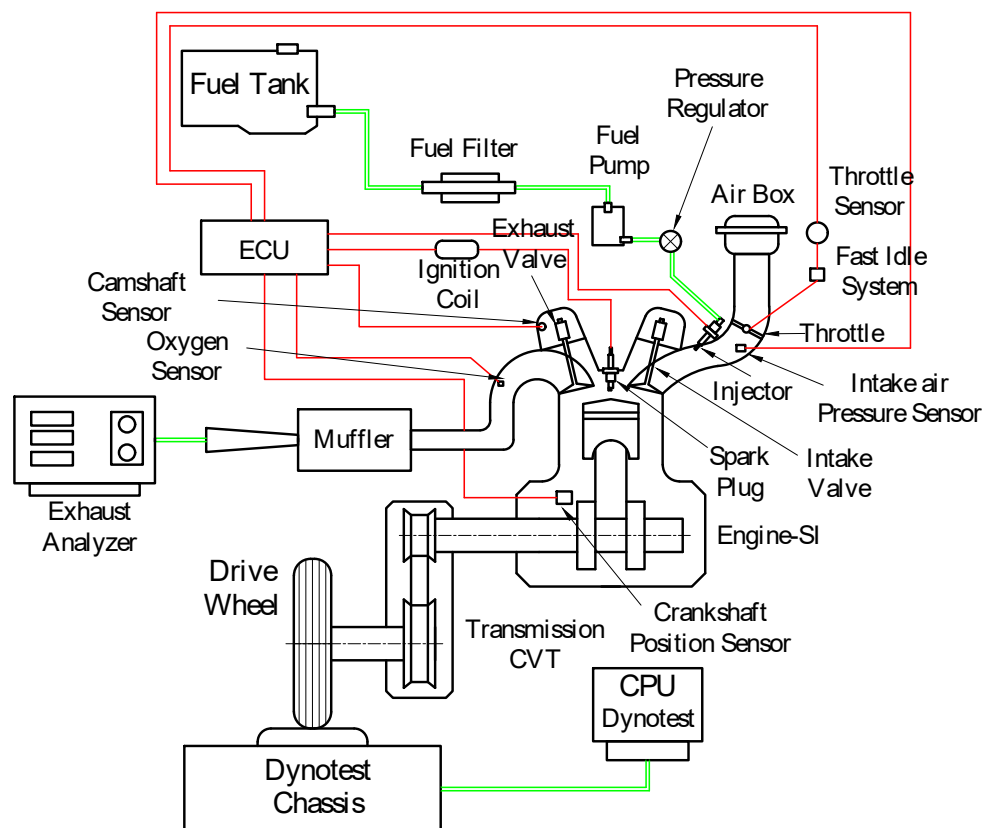 Fuel Tank
Pressure
Regulator
Fuel
Pump
Fuel Filter
Air Box
Throttle
Sensor
ECU
Exhaust
Valve
Ignition
Coil
Fast Idle
System
Camshaft
Sensor
Oxygen
Sensor
Throttle
Injector
Intake air
Pressure Sensor
Muffler
Spark
Plug
Intake
Valve
Exhaust
Analyzer
Engine-SI
Drive
Wheel
Crankshaft
Position Sensor
Transmission
CVT
CPU
Dynotest
Dynotest
Chassis